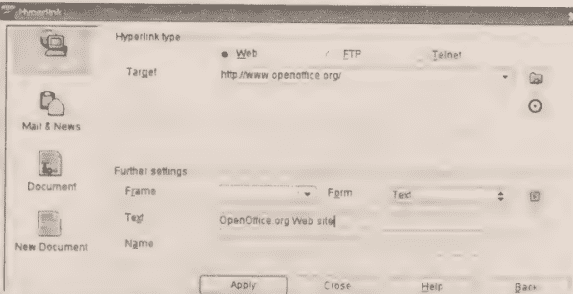 Hyperlink
Hyperlink type
Web FTP Telnet
Target http://www.openoffice.org/
Mail & News
Further settings
Document
Frame Form Text
Text OpenOffice.org Web site
New Document
Name
Apply Close Help Back